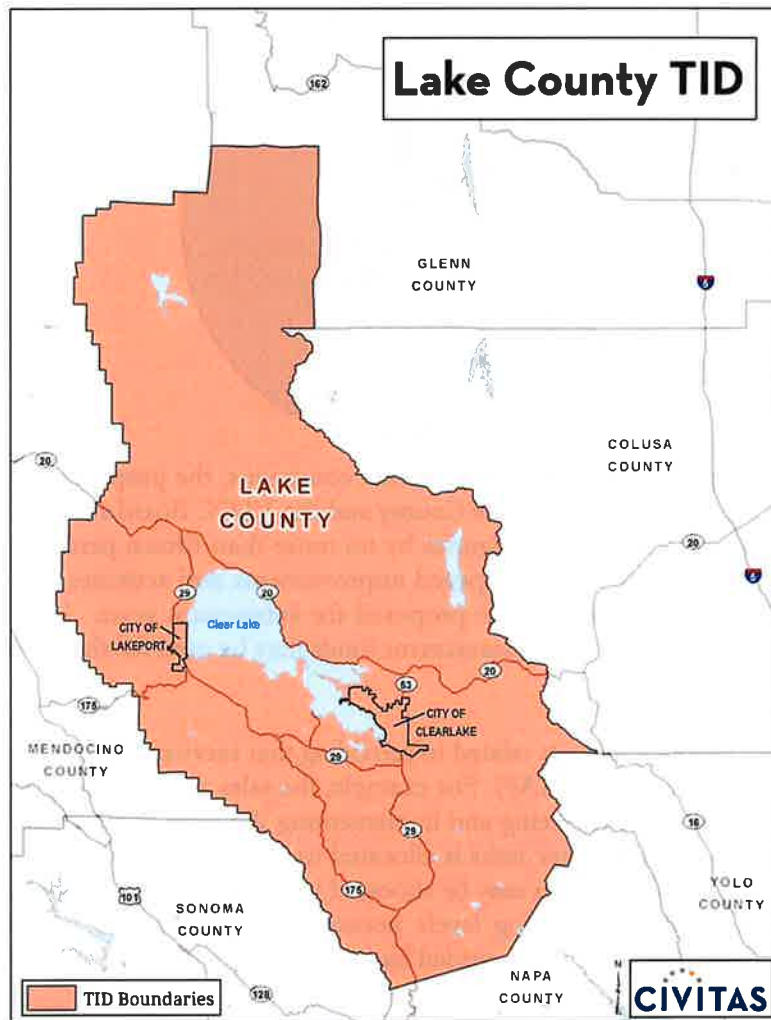 Lake County TID
162
GLENN
COUNTY
5
COLUSA
COUNTY
20
LAKE
COUNTY
20
29
20
Clear Lake
CITY OF
LAKEPORT
5
53
20
CITY OF
CLEARLAKE
175
MENDOCINO
COUNTY
29
29
16
175
101
SONOMA
COUNTY
YOLO
COUNTY
NAPA
COUNTY
128
N
TID Boundaries
CIVITAS